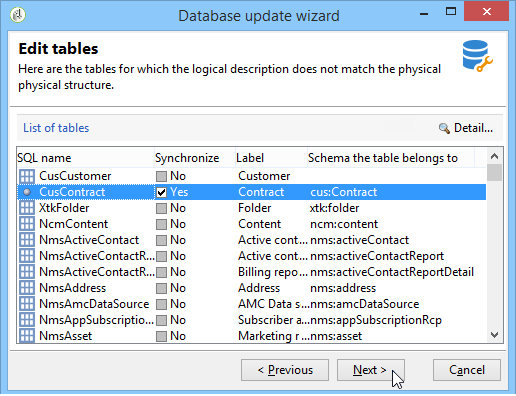 Database update wizard
Edit tables
Here are the tables for which the logical description does not match the physical
physical structure.
List of tables Detail...
SQL name Synchronize Label Schema the table belongs to
CusCustomer No Customer
CusContract Yes Contract cus:Contract
XtkFolder No Folder xtk:folder
NcmContent No Content ncm:content
NmsActiveContact No Active cont... nms:activeContact
NmsActiveContactR... No Active cont... nms:activeContactReport
NmsActiveContactR... No Billing repo... nms:activeContactReportDetail
NmsAddress No Address nms:address
NmsAmcDataSource No AMC Data s... nms:amcDataSource
NmsAppSubscriptio... No Subscriber a... nms:appSubscriptionRcp
NmsAsset No Marketing r... nms:asset
< Previous Next > Cancel